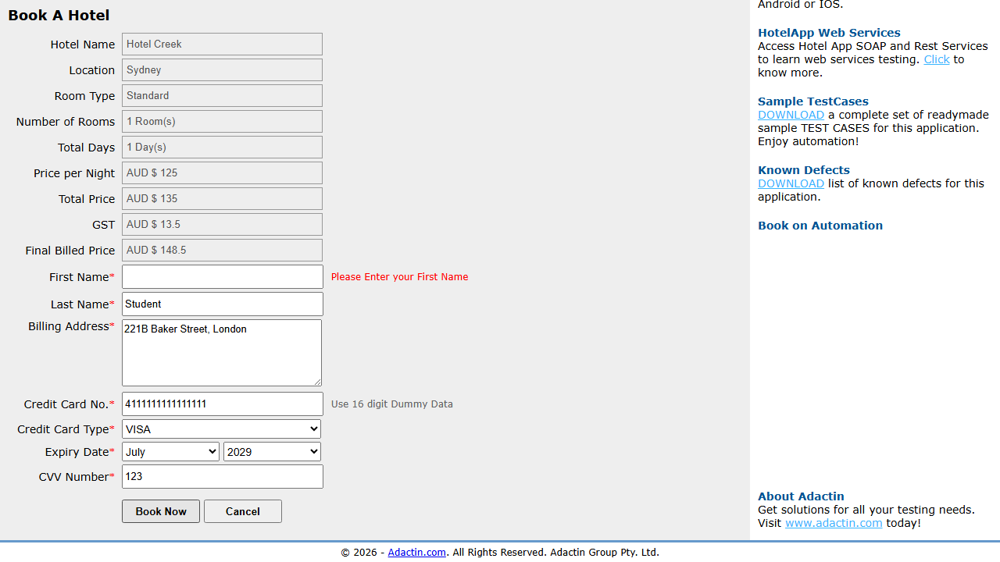 Book A Hotel
Hotel Name Hotel Creek
Location Sydney
Room Type Standard
Number of Rooms 1 Room(s)
Total Days 1 Day(s)
Price per Night AUD $ 125
Total Price AUD $ 135
GST AUD $ 13.5
Final Billed Price AUD $ 148.5
First Name* Please Enter your First Name
Last Name* Student
Billing Address* 221B Baker Street, London
Credit Card No.* 4111111111111111 Use 16 digit Dummy Data
Credit Card Type* VISA
Expiry Date* July 2029
CVV Number* 123
Book Now Cancel
Android or IOS.
HotelApp Web Services
Access Hotel App SOAP and Rest Services
to learn web services testing. Click to
know more.
Sample TestCases
DOWNLOAD a complete set of readymade
sample TEST CASES for this application.
Enjoy automation!
Known Defects
DOWNLOAD list of known defects for this
application.
Book on Automation
About Adactin
Get solutions for all your testing needs.
Visit www.adactin.com today!
© 2026 - Adactin.com. All Rights Reserved. Adactin Group Pty. Ltd.